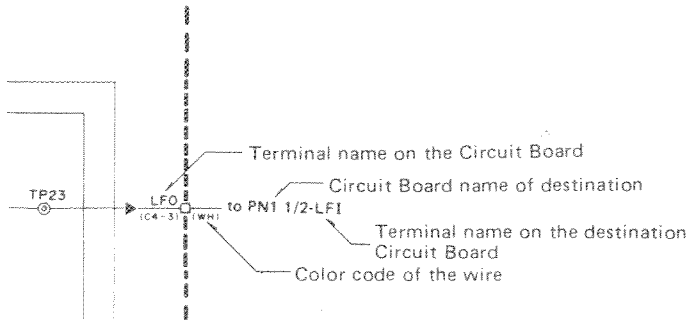 Terminal name on the Circuit Board
Circuit Board name of destination
TP23
LFO
to PN1 1/2-LFI
(C4-3)
(WH)
Terminal name on the destination
Circuit Board
Color code of the wire